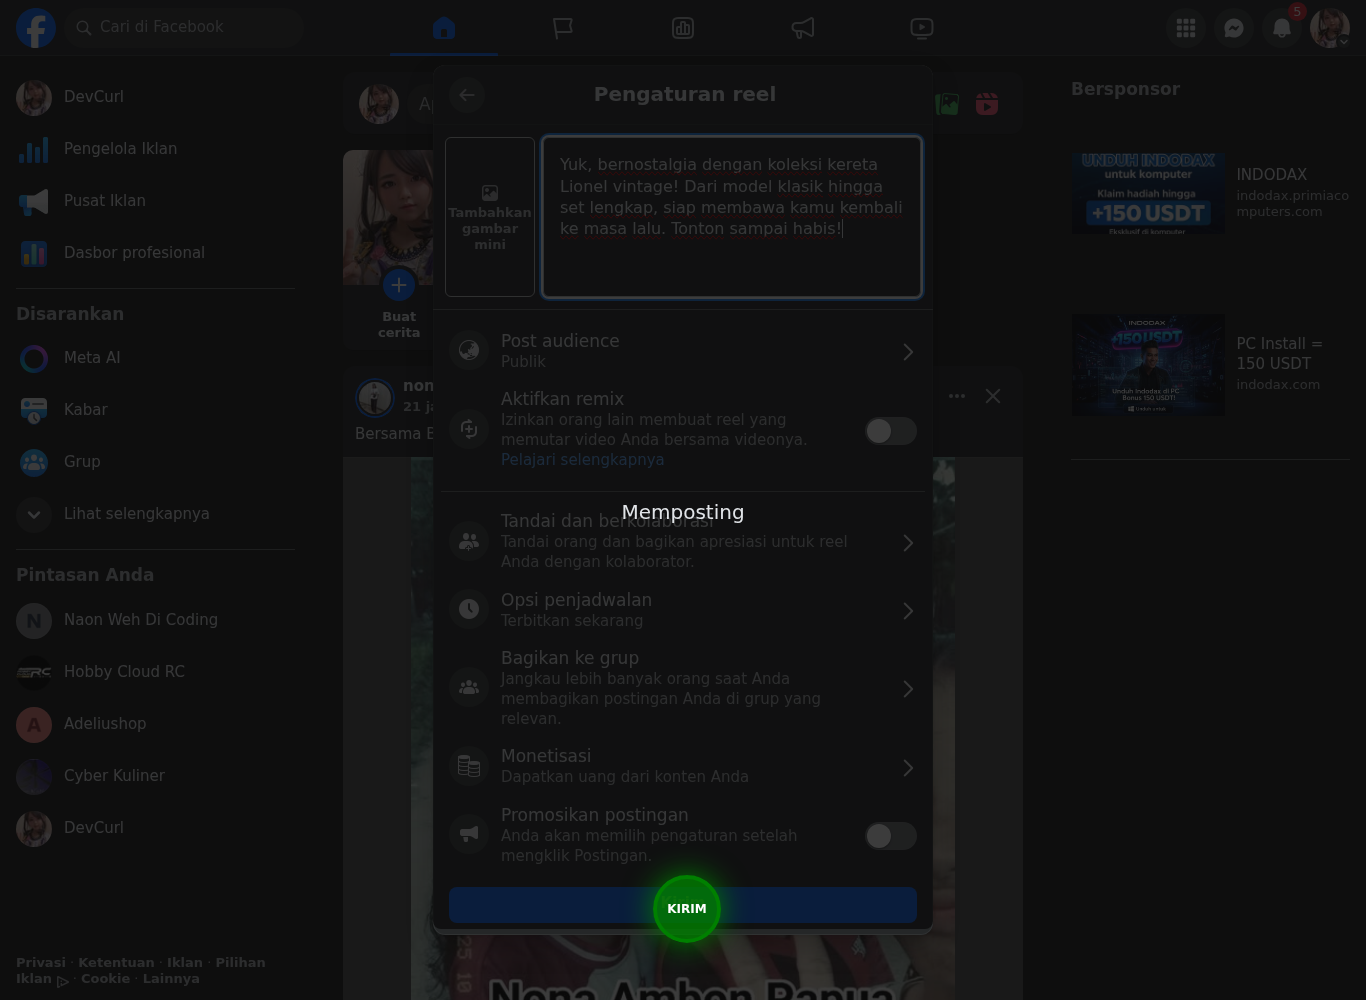 Cari di Facebook
5
DevCurl
Pengelola Iklan
Pusat Iklan
Dasbor profesional
Disarankan
Meta AI
Kabar
Grup
Lihat selengkapnya
Pintasan Anda
N
Naon Weh Di Coding
Hobby Cloud RC
A
Adeliushop
Cyber Kuliner
DevCurl
Privasi · Ketentuan · Iklan · Pilihan
Iklan · Cookie · Lainnya
Buat
cerita
21
Bersama
Pengaturan reel
Tambahkan
gambar
mini
Yuk, bernostalgia dengan koleksi kereta
Lionel vintage! Dari model klasik hingga
set lengkap, siap membawa kamu kembali
ke masa lalu. Tonton sampai habis!
Post audience
Publik
Aktifkan remix
Izinkan orang lain membuat reel yang
memutar video Anda bersama videonya.
Pelajari selengkapnya
Memposting
Tandai dan berkolaborasi
Tandai orang dan bagikan apresiasi untuk reel
Anda dengan kolaborator.
Opsi penjadwalan
Terbitkan sekarang
Bagikan ke grup
Jangkau lebih banyak orang saat Anda
membagikan postingan Anda di grup yang
relevan.
Monetisasi
Dapatkan uang dari konten Anda
Promosikan postingan
Anda akan memilih pengaturan setelah
mengklik Postingan.
KIRIM
Nona Ambon Papua
Bersponsor
UNDUH INDODAX
untuk komputer
Klaim hadiah hingga
+150 USDT
Eksklusif di komputer
INDODAX
indodax.primiaco
mputers.com
INDODAX
+150USDT
Unduh Indodax di PC
Bonus 150 USDT!
PC Install =
150 USDT
indodax.com